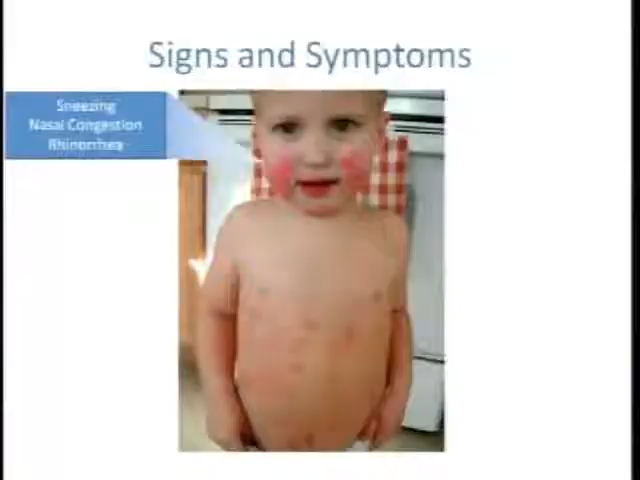 Signs and Symptoms
Sneezing
Nasal Congestion
Rhinorrhea